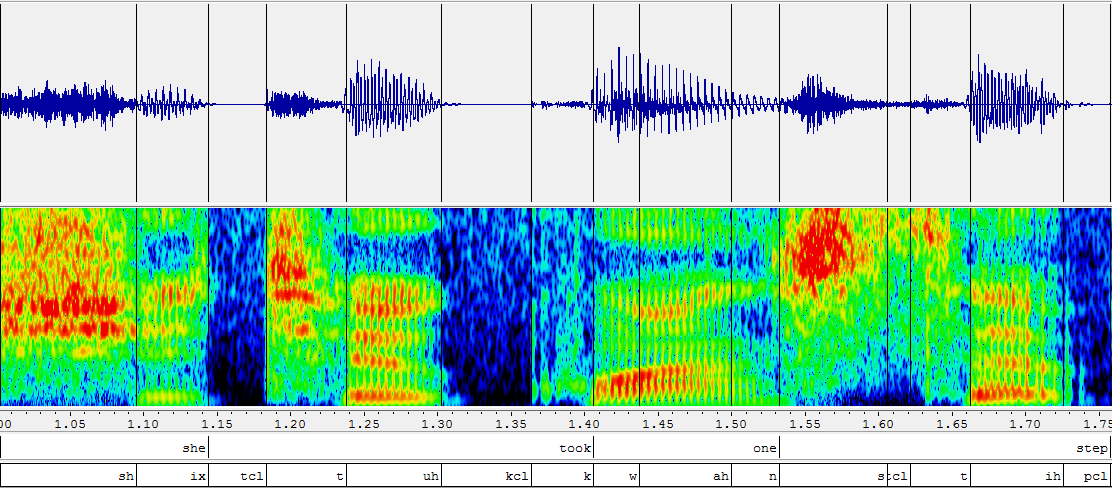 00 1.05 1.10 1.15 1.20 1.25 1.30 1.35 1.40 1.45 1.50 1.55 1.60 1.65 1.70 1.75
she took one step
sh ix tcl t uh kcl k w ah n s tcl t ih pcl